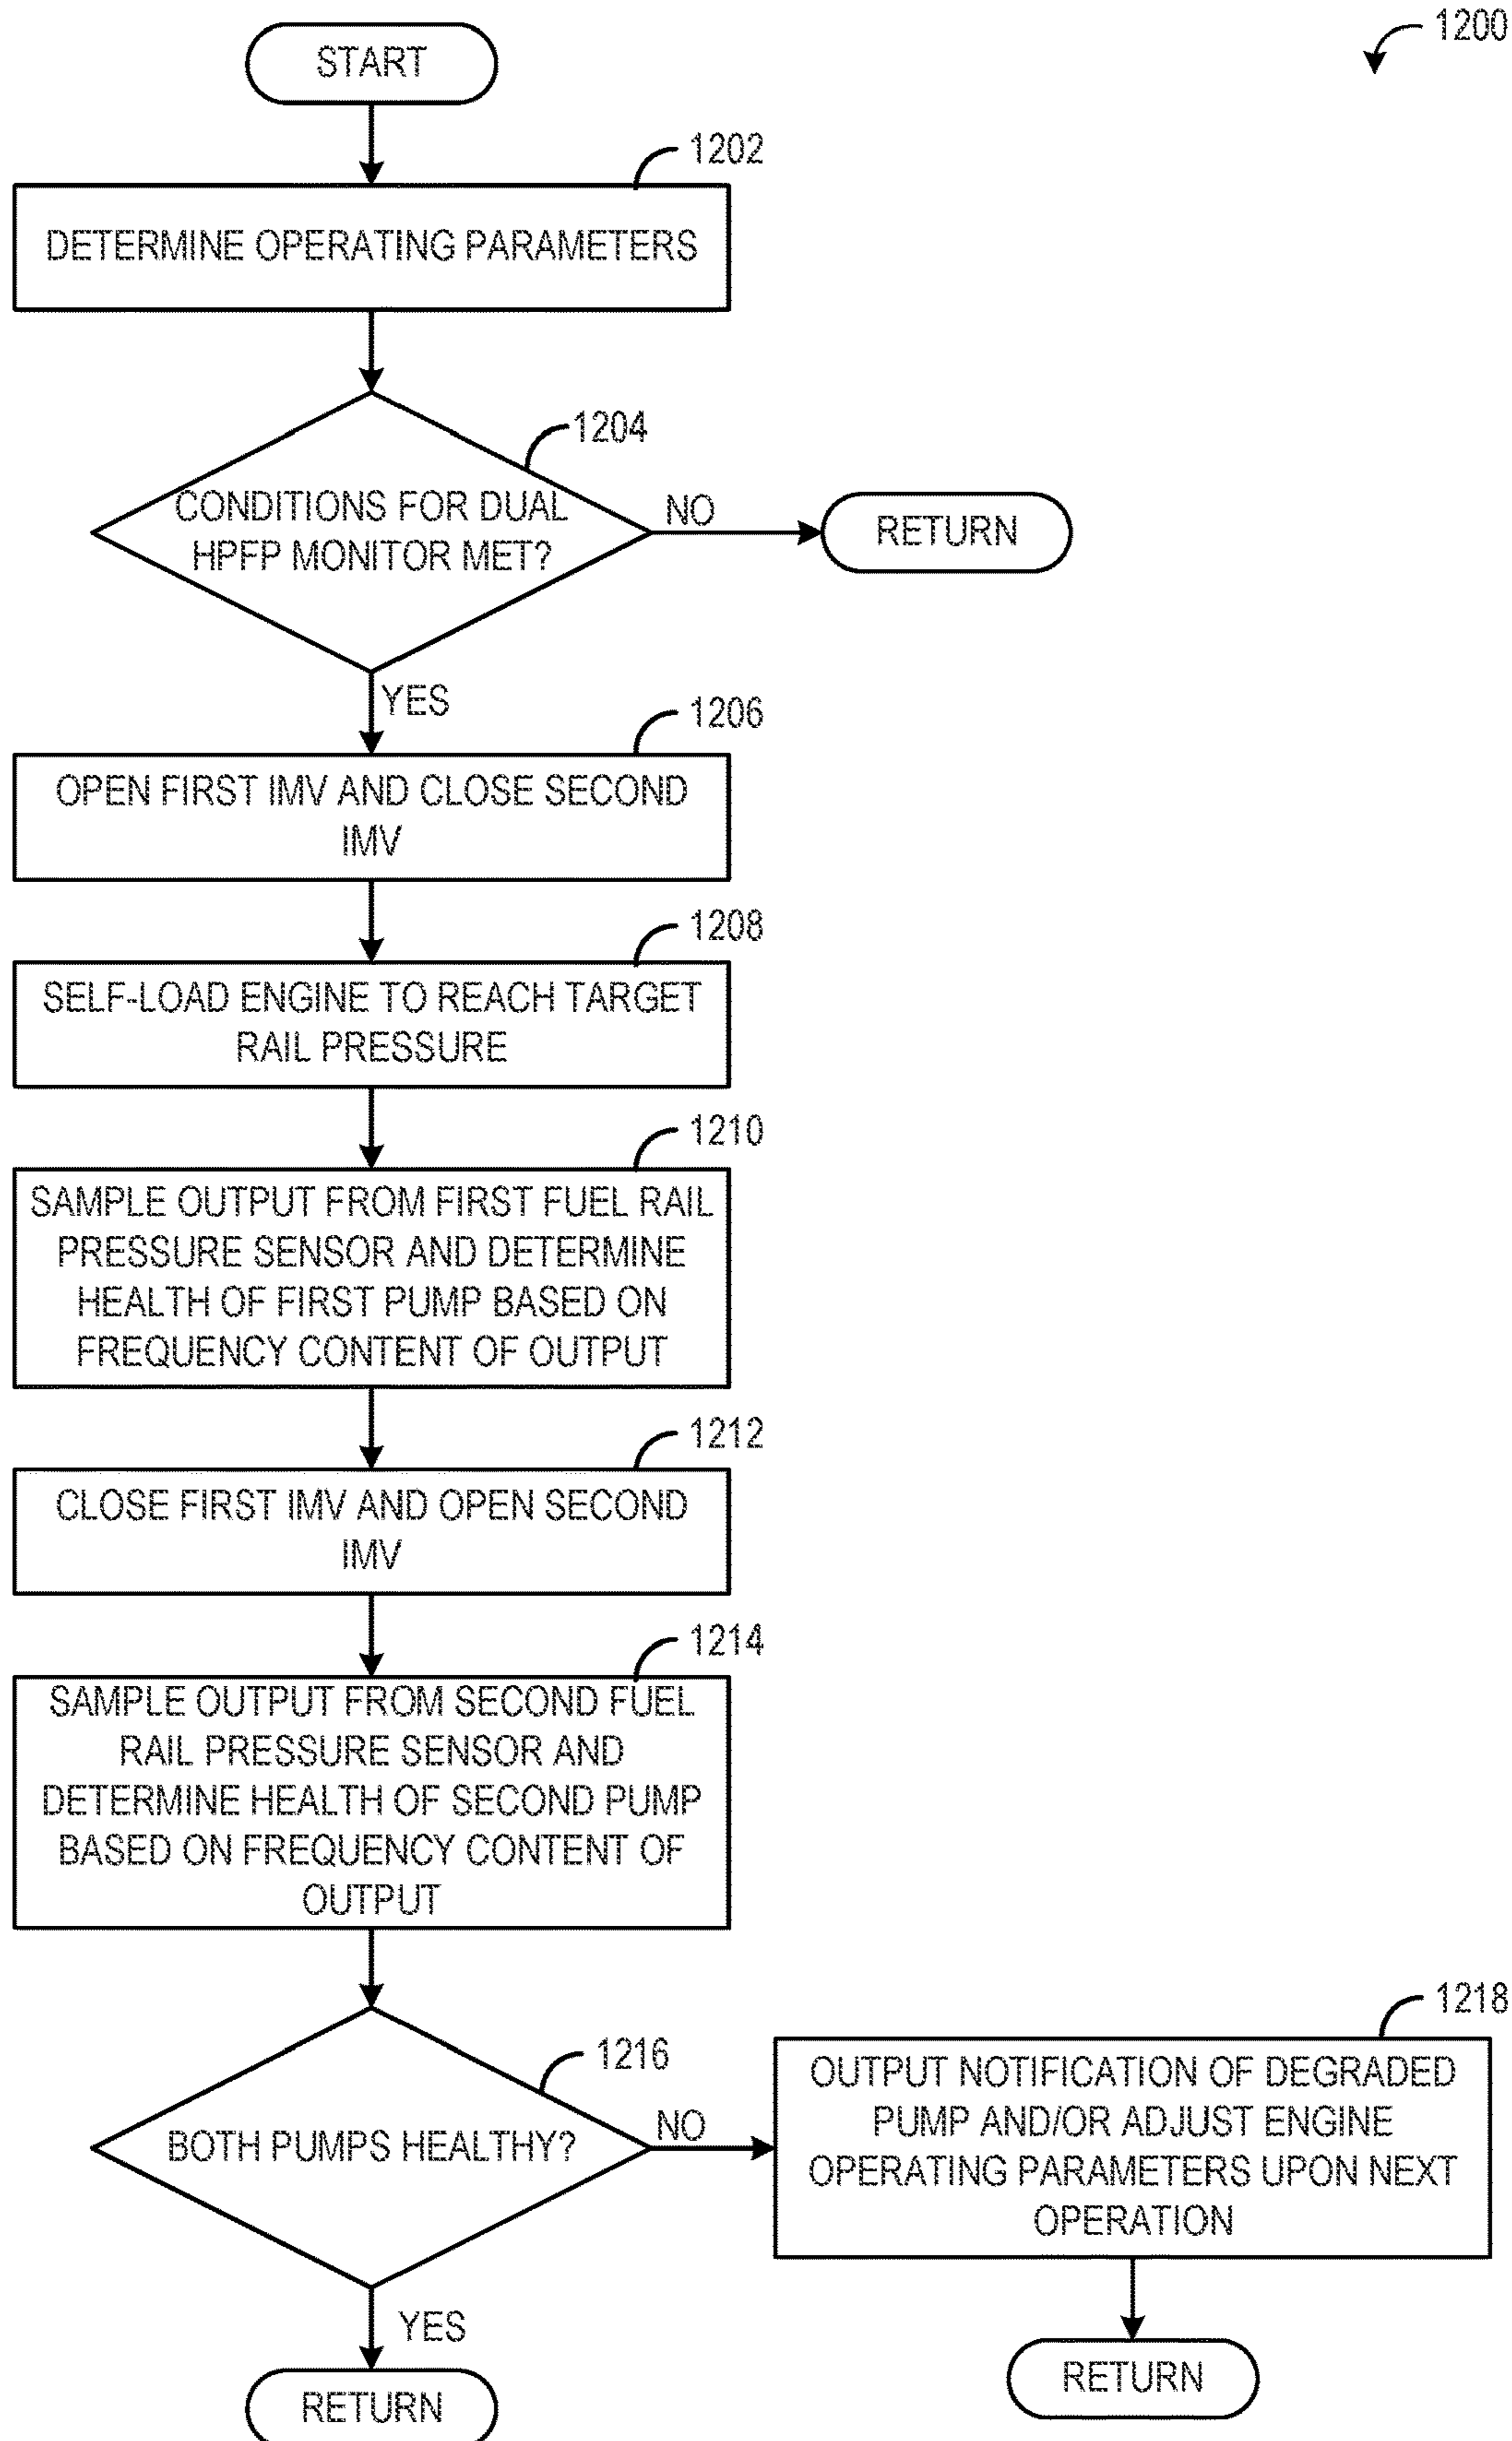 1200
START
1202
DETERMINE OPERATING PARAMETERS
1204
CONDITIONS FOR DUAL
HPFP MONITOR MET?
NO
RETURN
YES
1206
OPEN FIRST IMV AND CLOSE SECOND
IMV
1208
SELF-LOAD ENGINE TO REACH TARGET
RAIL PRESSURE
1210
SAMPLE OUTPUT FROM FIRST FUEL RAIL
PRESSURE SENSOR AND DETERMINE
HEALTH OF FIRST PUMP BASED ON
FREQUENCY CONTENT OF OUTPUT
1212
CLOSE FIRST IMV AND OPEN SECOND
IMV
1214
SAMPLE OUTPUT FROM SECOND FUEL
RAIL PRESSURE SENSOR AND
DETERMINE HEALTH OF SECOND PUMP
BASED ON FREQUENCY CONTENT OF
OUTPUT
1216
BOTH PUMPS HEALTHY?
NO
1218
OUTPUT NOTIFICATION OF DEGRADED
PUMP AND/OR ADJUST ENGINE
OPERATING PARAMETERS UPON NEXT
OPERATION
YES
RETURN
RETURN